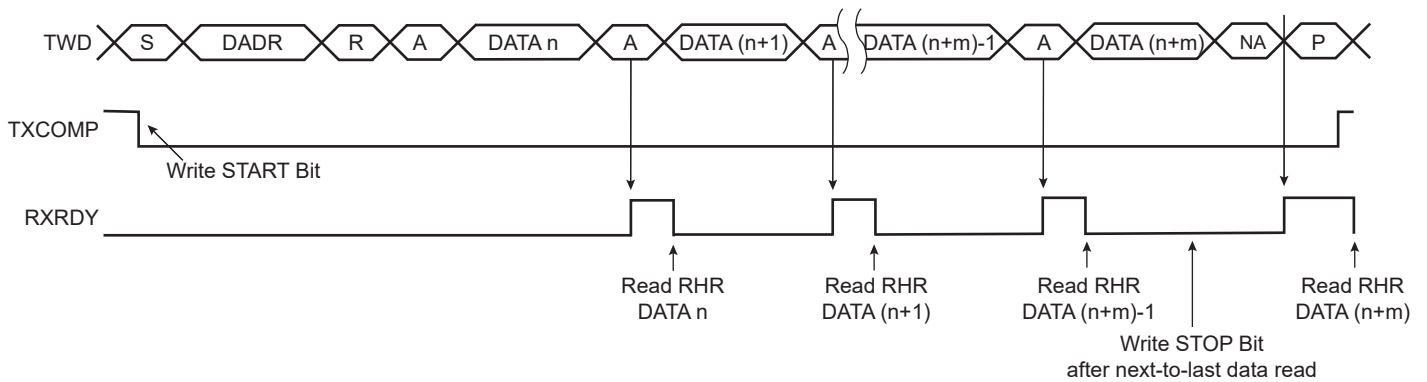 TWD S DADR R A DATA n A DATA (n+1) A DATA (n+m)-1 A DATA (n+m) NA P
TXCOMP
Write START Bit
RXRDY
Read RHR
DATA n
Read RHR
DATA (n+1)
Read RHR
DATA (n+m)-1
Read RHR
DATA (n+m)
Write STOP Bit
after next-to-last data read